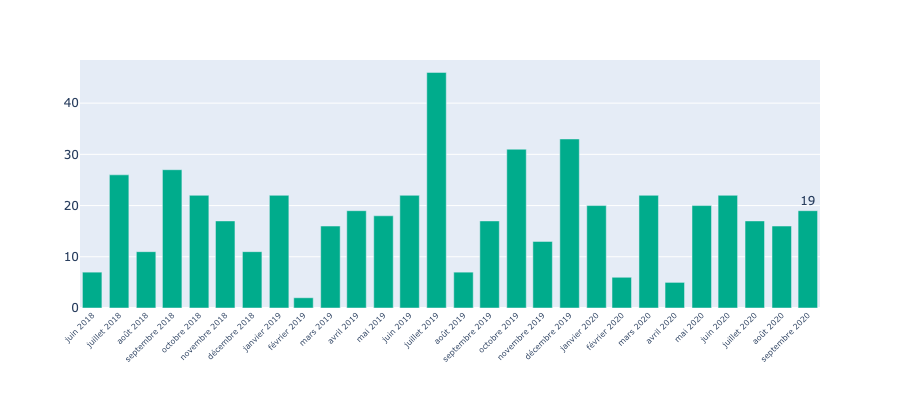 40
30
20
10
0
19
juin 2018
juillet 2018
août 2018
septembre 2018
octobre 2018
novembre 2018
décembre 2018
janvier 2019
février 2019
mars 2019
avril 2019
mai 2019
juin 2019
juillet 2019
août 2019
septembre 2019
octobre 2019
novembre 2019
décembre 2019
janvier 2020
février 2020
mars 2020
avril 2020
mai 2020
juin 2020
juillet 2020
août 2020
septembre 2020